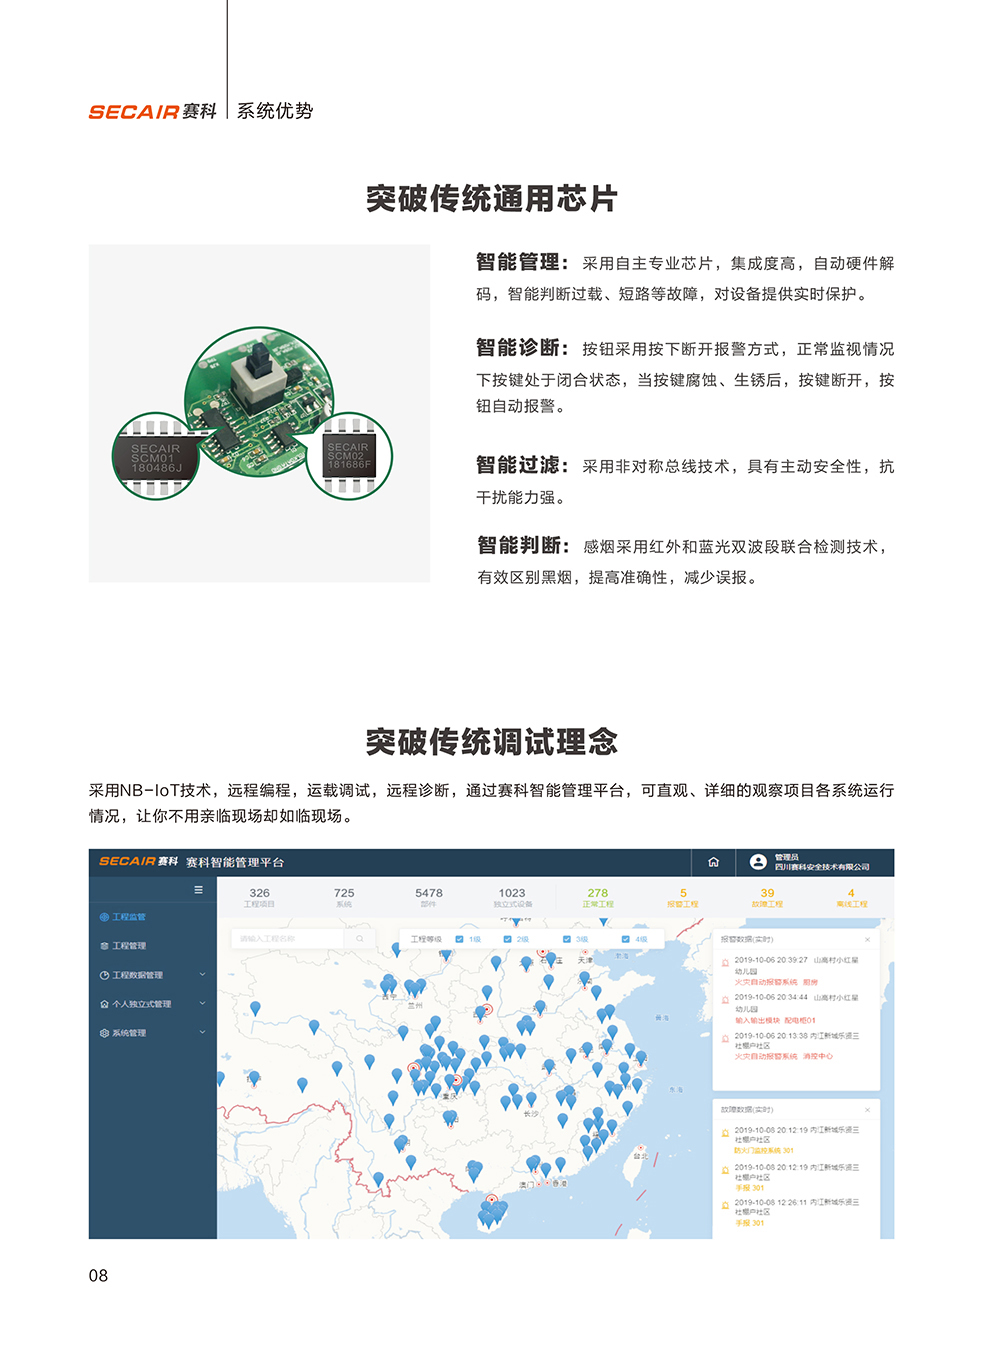 SECAIR赛科 系统优势
突破传统通用芯片
SECAIR
SCM01
180486J
SECAIR
SCM02
181686F
智能管理：采用自主专业芯片，集成度高，自动硬件解
码，智能判断过载、短路等故障，对设备提供实时保护。
智能诊断：按钮采用按下断开报警方式，正常监视情况
下按键处于闭合状态，当按键腐蚀、生锈后，按键断开，按
钮自动报警。
智能过滤：采用非对称总线技术，具有主动安全性，抗
干扰能力强。
智能判断：感烟采用红外和蓝光双波段联合检测技术，
有效区别黑烟，提高准确性，减少误报。
突破传统调试理念
采用NB-IoT技术，远程编程，运载调试，远程诊断，通过赛科智能管理平台，可直观、详细的观察项目各系统运行
情况，让你不用亲临现场却如临现场。
SECAIR赛科 赛科智能管理平台
管理员
四川赛科安全技术有限公司
326 725 5478 1023 278 5 39 4
工程项目 系统 部件 独立式设备 正常工程 报警工程 故障工程 离线工程
工程监管
工程管理
工程数据管理
个人独立式管理
系统管理
请输入工程名称
工程等级 1级 2级 3级 4级
天津
渤海
兰州
黄海
东海
重庆
长沙
台北
澳门 香港
报警数据(实时)
2019-10-06 20:39:27 山高村小红星
幼儿园
火灾自动报警系统 厨房
2019-10-06 20:34:44 山高村小红星
幼儿园
输入输出模块 配电柜01
2019-10-06 20:13:38 内江新城乐贤三
社棚户社区
火灾自动报警系统 消控中心
故障数据(实时)
2019-10-08 20:12:19 内江新城乐贤三
社棚户社区
防火门监控系统 301
2019-10-08 20:12:19 内江新城乐贤三
社棚户社区
手报 301
2019-10-08 12:26:11 内江新城乐贤三
社棚户社区
手报 301
08